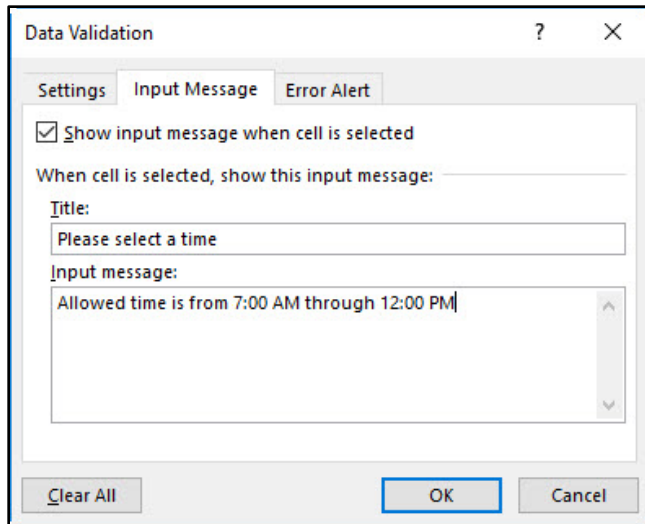 Data Validation ?
Settings Input Message Error Alert
Show input message when cell is selected
When cell is selected, show this input message:
Title:
Please select a time
Input message:
Allowed time is from 7:00 AM through 12:00 PM
Clear All OK Cancel